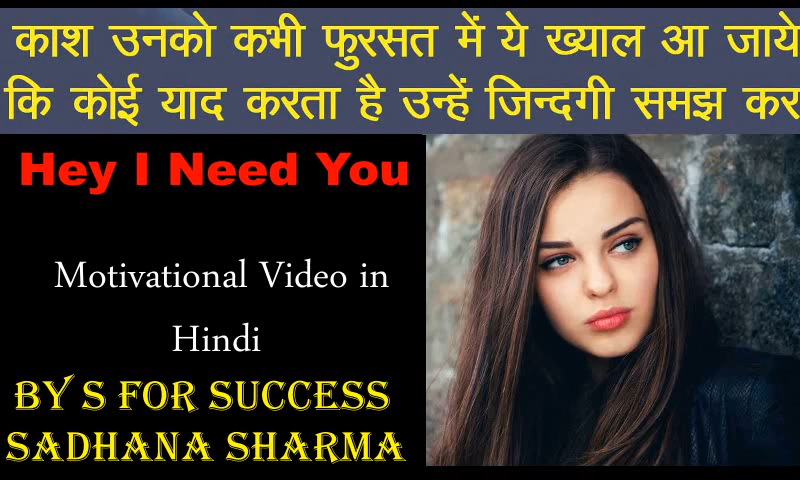 काश उनको कभी फुरसत में ये ख्याल आ जाये
कि कोई याद करता है उन्हें जिन्दगी समझ कर
Hey I Need You
Motivational Video in
Hindi
BY S FOR SUCCESS
SADHANA SHARMA